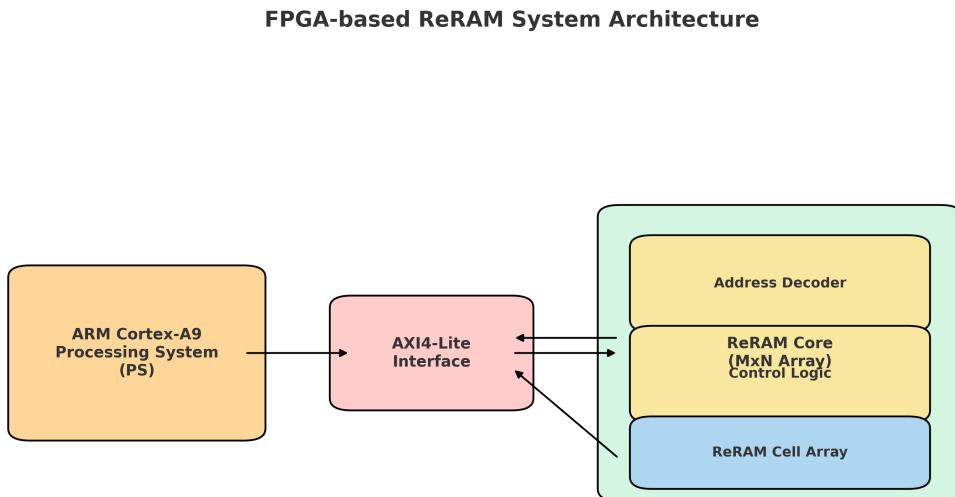 FPGA-based ReRAM System Architecture
ARM Cortex-A9
Processing System
(PS)
AXI4-Lite
Interface
Address Decoder
ReRAM Core
(MxN Array)
Control Logic
ReRAM Cell Array